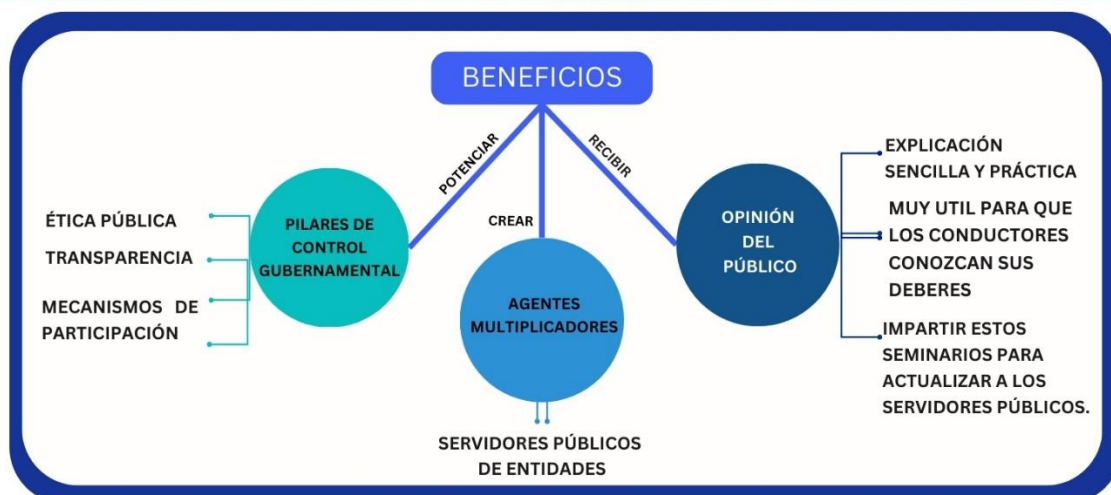 BENEFICIOS
POTENCIAR
CREAR
RECIBIR
PILARES DE
CONTROL
GUBERNAMENTAL
ÉTICA PÚBLICA
TRANSPARENCIA
MECANISMOS DE
PARTICIPACIÓN
AGENTES
MULTIPLICADORES
SERVIDORES PÚBLICOS
DE ENTIDADES
OPINIÓN
DEL
PÚBLICO
EXPLICACIÓN
SENCILLA Y PRÁCTICA
MUY UTIL PARA QUE
LOS CONDUCTORES
CONOZCAN SUS
DEBERES
IMPARTIR ESTOS
SEMINARIOS PARA
ACTUALIZAR A LOS
SERVIDORES PÚBLICOS.